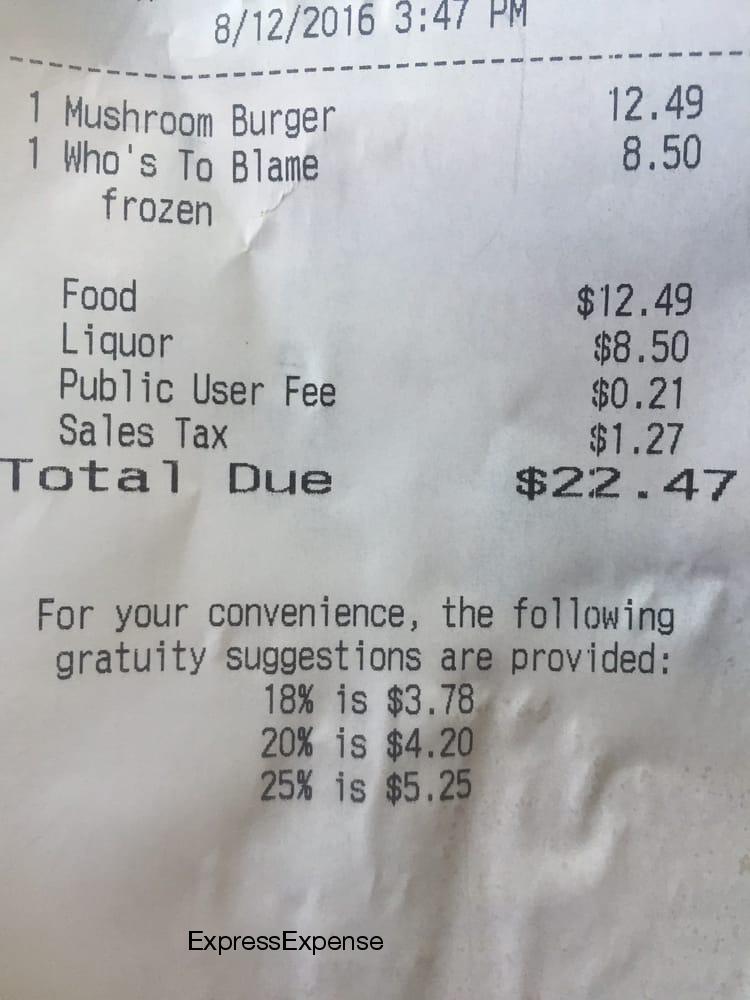 8/12/2016 3:47 PM
1 Mushroom Burger 12.49
1 Who's To Blame 8.50
frozen
Food $12.49
Liquor $8.50
Public User Fee $0.21
Sales Tax $1.27
Total Due $22.47
For your convenience, the following
gratuity suggestions are provided:
18% is $3.78
20% is $4.20
25% is $5.25
ExpressExpense